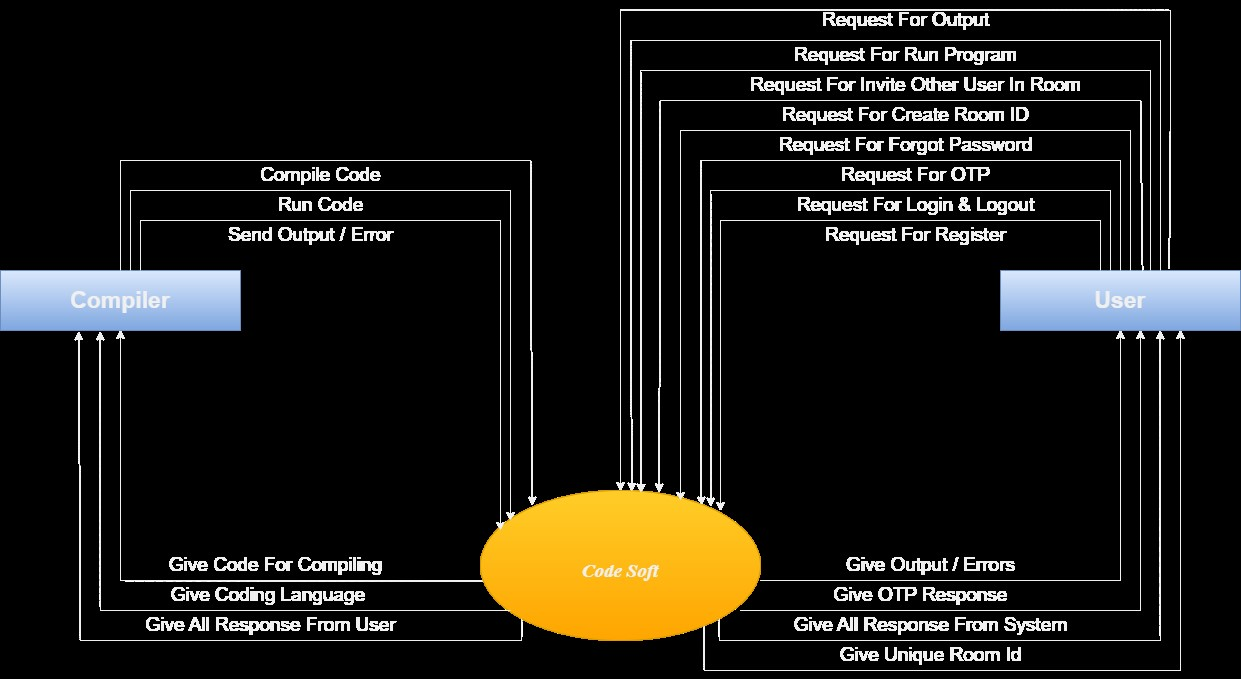 Request For Output
Request For Run Program
Request For Invite Other User In Room
Request For Create Room ID
Request For Forgot Password
Request For OTP
Request For Login & Logout
Request For Register
Compile Code
Run Code
Send Output / Error
Compiler
User
Code Soft
Give Code For Compiling
Give Coding Language
Give All Response From User
Give Output / Errors
Give OTP Response
Give All Response From System
Give Unique Room Id